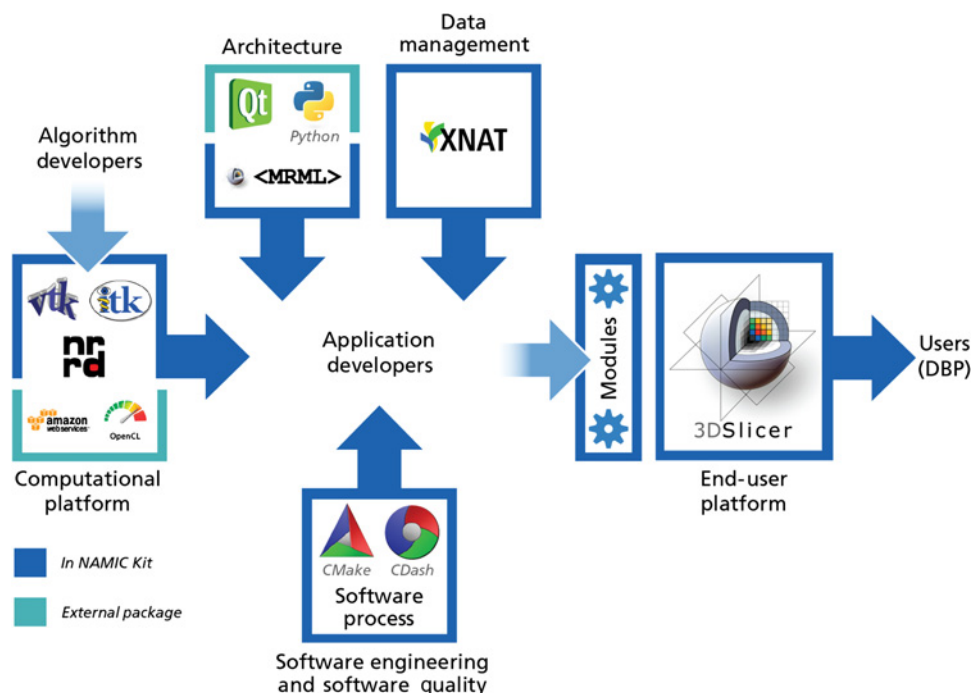 Architecture
Qt
Python
<MRML>
Data
management
XNAT
Algorithm
developers
vtk
itk
nrrd
amazon
webservices™
OpenCL
Computational
platform
Application
developers
Modules
3DSlicer
End-user
platform
Users
(DBP)
CMake
CDash
Software
process
Software engineering
and software quality
In NAMIC Kit
External package